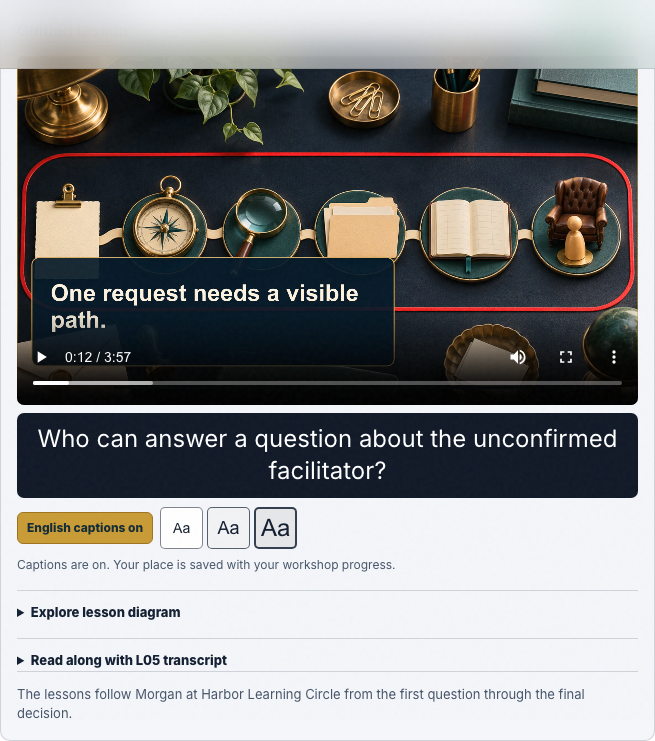 One request needs a visible
path.
0:12 / 3:57
Who can answer a question about the unconfirmed
facilitator?
English captions on
Aa
Aa
Aa
Captions are on. Your place is saved with your workshop progress.
Explore lesson diagram
Read along with L05 transcript
The lessons follow Morgan at Harbor Learning Circle from the first question through the final
decision.